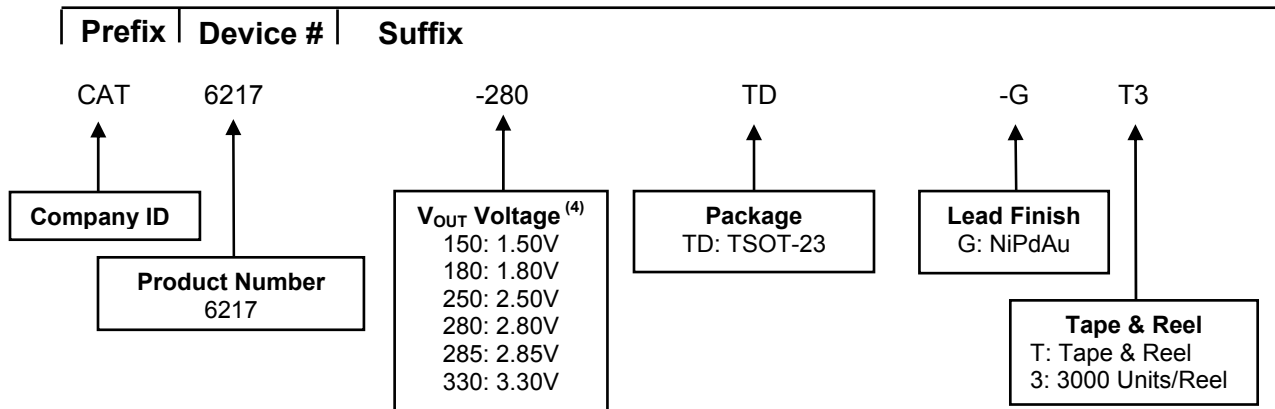 Prefix Device # Suffix
CAT 6217 -280 TD -G T3
Company ID
Product Number
6217
VOUT Voltage (4)
150: 1.50V
180: 1.80V
250: 2.50V
280: 2.80V
285: 2.85V
330: 3.30V
Package
TD: TSOT-23
Lead Finish
G: NiPdAu
Tape & Reel
T: Tape & Reel
3: 3000 Units/Reel